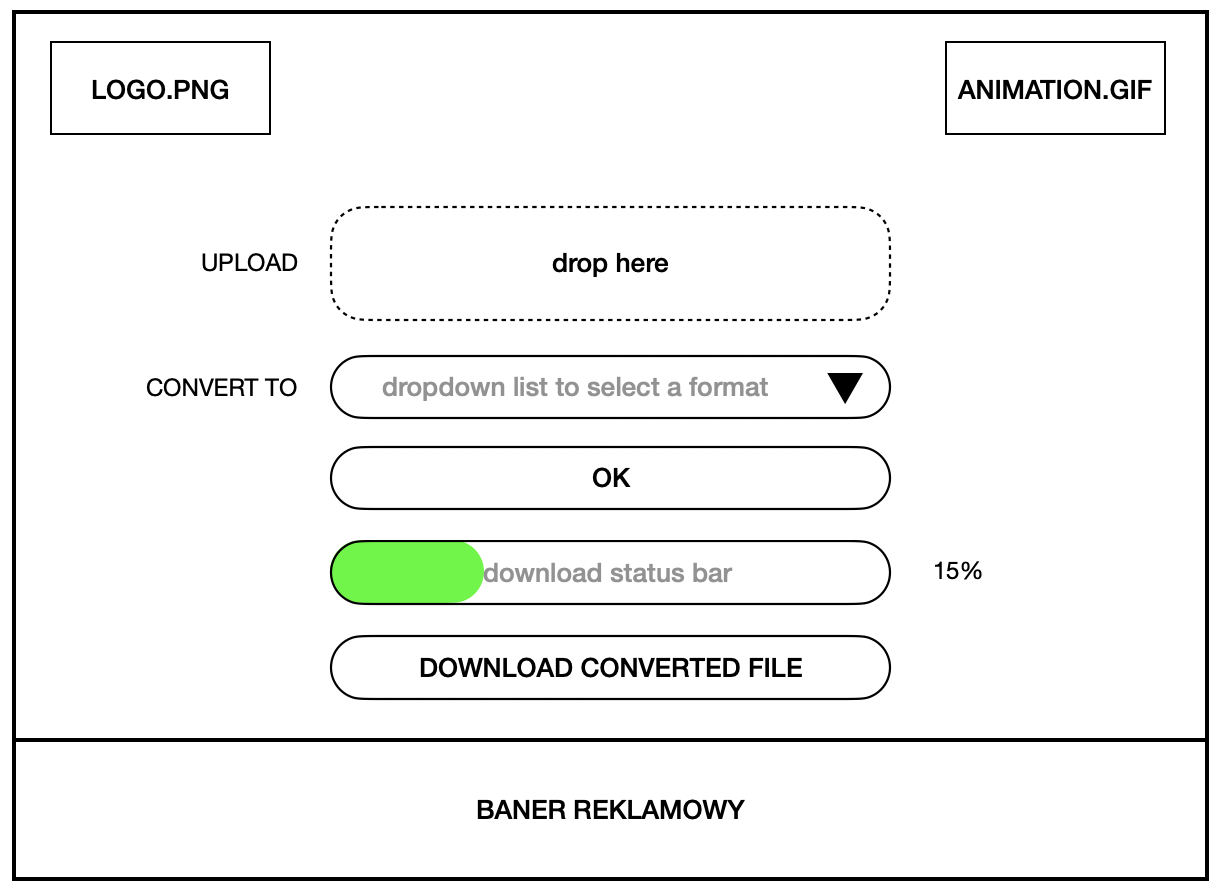 LOGO.PNG
ANIMATION.GIF
UPLOAD
drop here
CONVERT TO
dropdown list to select a format
OK
download status bar
15%
DOWNLOAD CONVERTED FILE
BANER REKLAMOWY